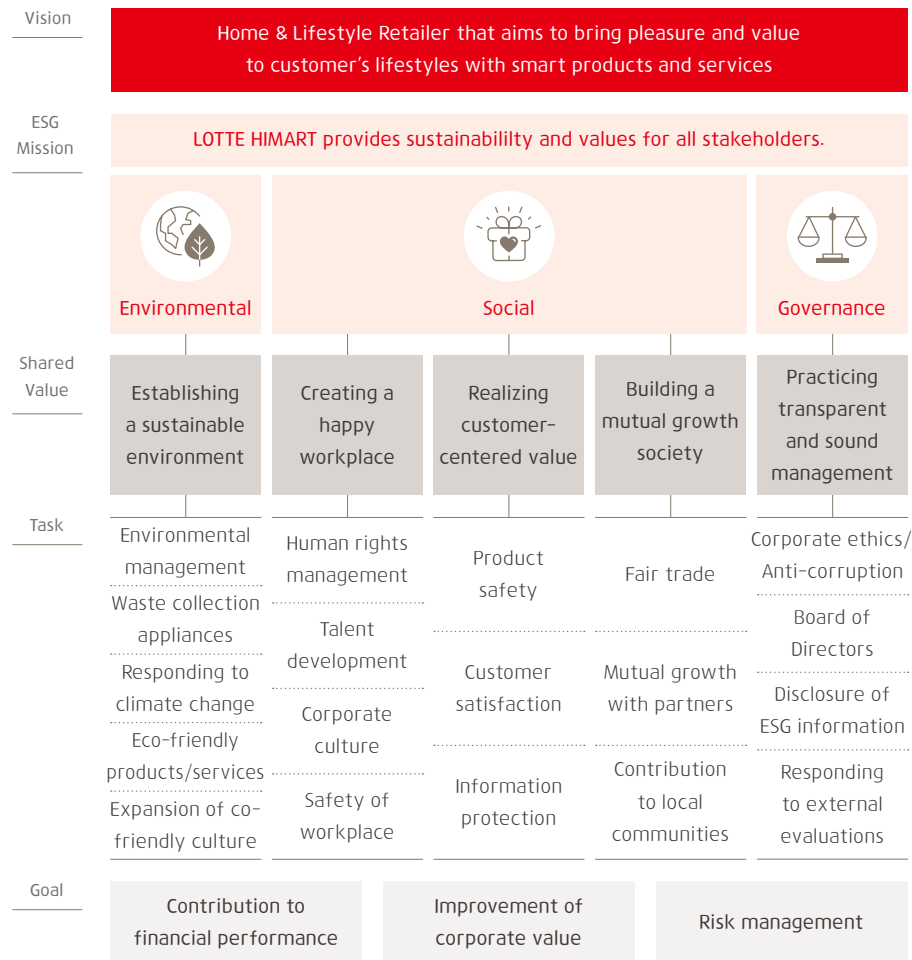 Vision
Home & Lifestyle Retailer that aims to bring pleasure and value
to customer's lifestyles with smart products and services
ESG
Mission
LOTTE HIMART provides sustainabililty and values for all stakeholders.
Environmental
Social
Governance
Shared
Value
Establishing
a sustainable
environment
Creating a
happy
workplace
Realizing
customer-
centered value
Building a
mutual growth
society
Practicing
transparent
and sound
management
Task
Environmental
management
Waste collection
appliances
Responding to
climate change
Eco-friendly
products/services
Expansion of co-
friendly culture
Human rights
management
Talent
development
Corporate
culture
Safety of
workplace
Product
safety
Customer
satisfaction
Information
protection
Fair trade
Mutual growth
with partners
Contribution
to local
communities
Corporate ethics/
Anti-corruption
Board of
Directors
Disclosure of
ESG information
Responding
to external
evaluations
Goal
Contribution to
financial performance
Improvement of
corporate value
Risk management